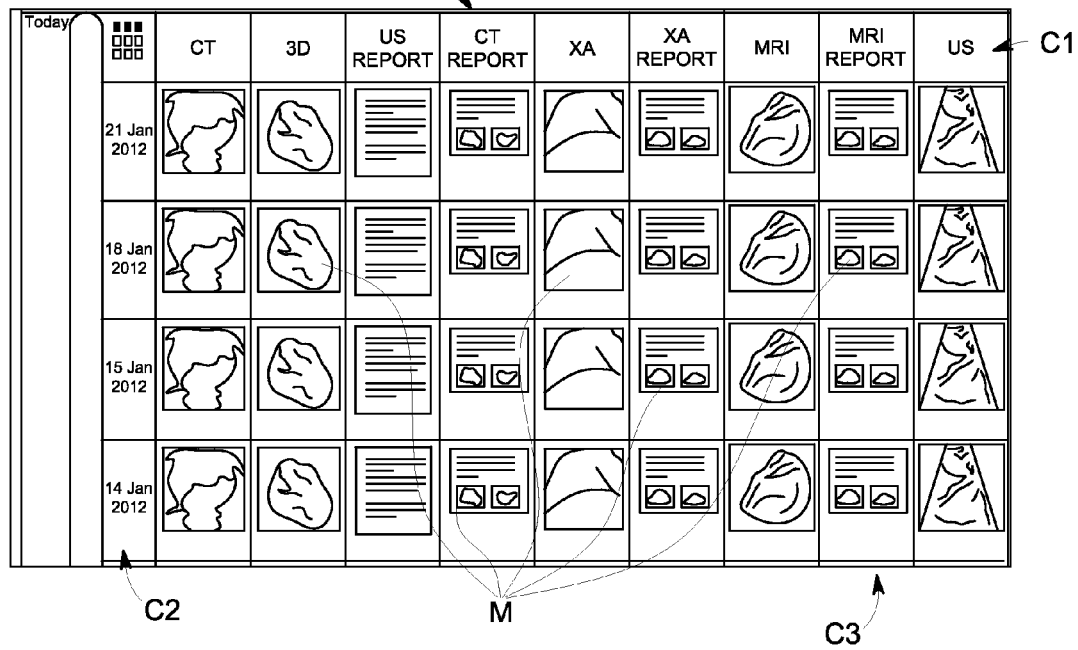 Today
CT
3D
US
REPORT
CT
REPORT
XA
XA
REPORT
MRI
MRI
REPORT
US
C1
21 Jan
2012
18 Jan
2012
15 Jan
2012
14 Jan
2012
C2
M
C3